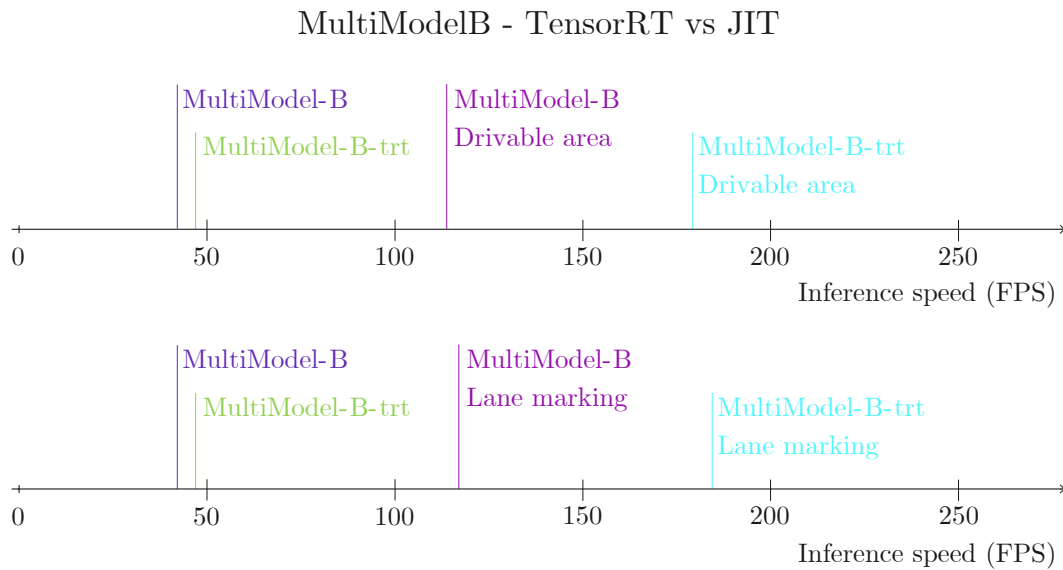 MultiModelB - TensorRT vs JIT
MultiModel-B
MultiModel-B-trt
MultiModel-B
Drivable area
MultiModel-B-trt
Drivable area
0 50 100 150 200 250
Inference speed (FPS)
MultiModel-B
MultiModel-B-trt
MultiModel-B
Lane marking
MultiModel-B-trt
Lane marking
0 50 100 150 200 250
Inference speed (FPS)